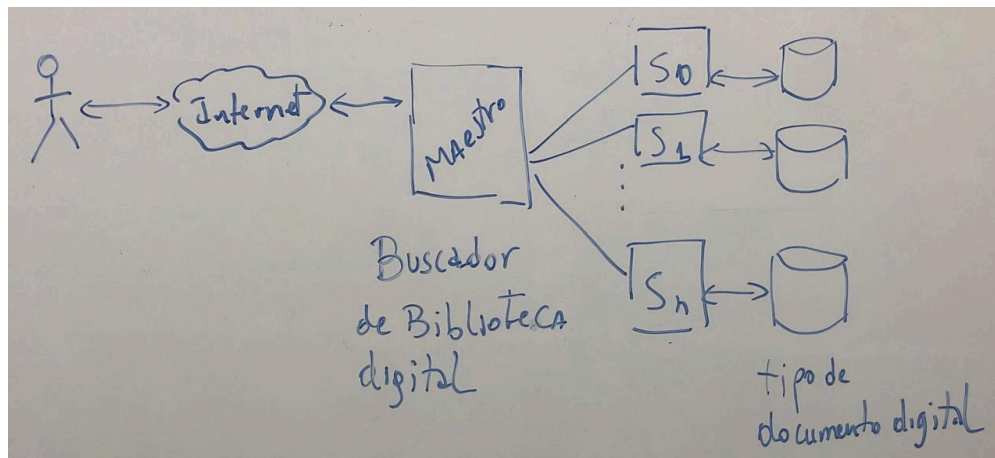 Internet
MAestro
S0
S1
Sn
Buscador
de BibliotecA
digital
tipo de
documento digital